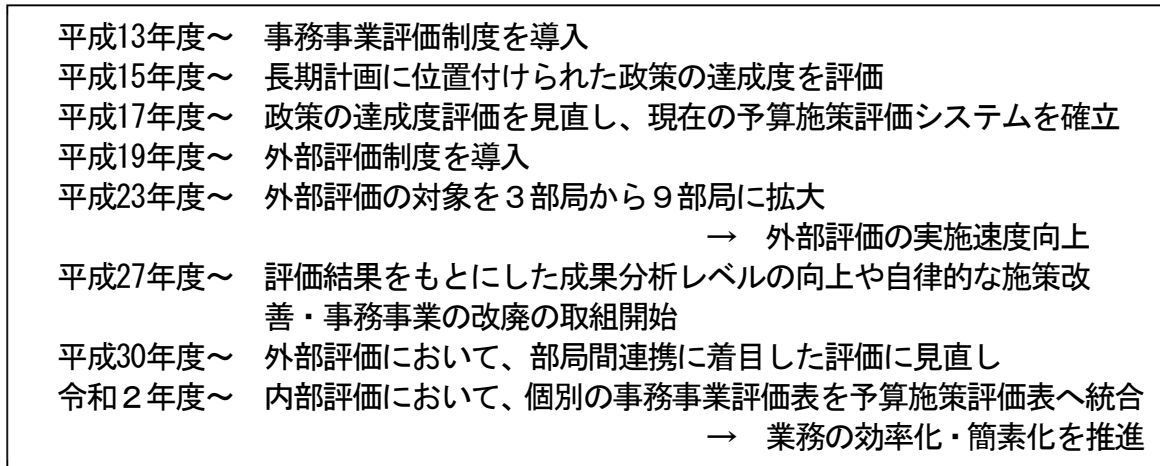 平成13年度～　事務事業評価制度を導入
平成15年度～　長期計画に位置付けられた政策の達成度を評価
平成17年度～　政策の達成度評価を見直し、現在の予算施策評価システムを確立
平成19年度～　外部評価制度を導入
平成23年度～　外部評価の対象を３部局から９部局に拡大
→　外部評価の実施速度向上
平成27年度～　評価結果をもとにした成果分析レベルの向上や自律的な施策改
善・事務事業の改廃の取組開始
平成30年度～　外部評価において、部局間連携に着目した評価に見直し
令和２年度～　内部評価において、個別の事務事業評価表を予算施策評価表へ統合
→　業務の効率化・簡素化を推進